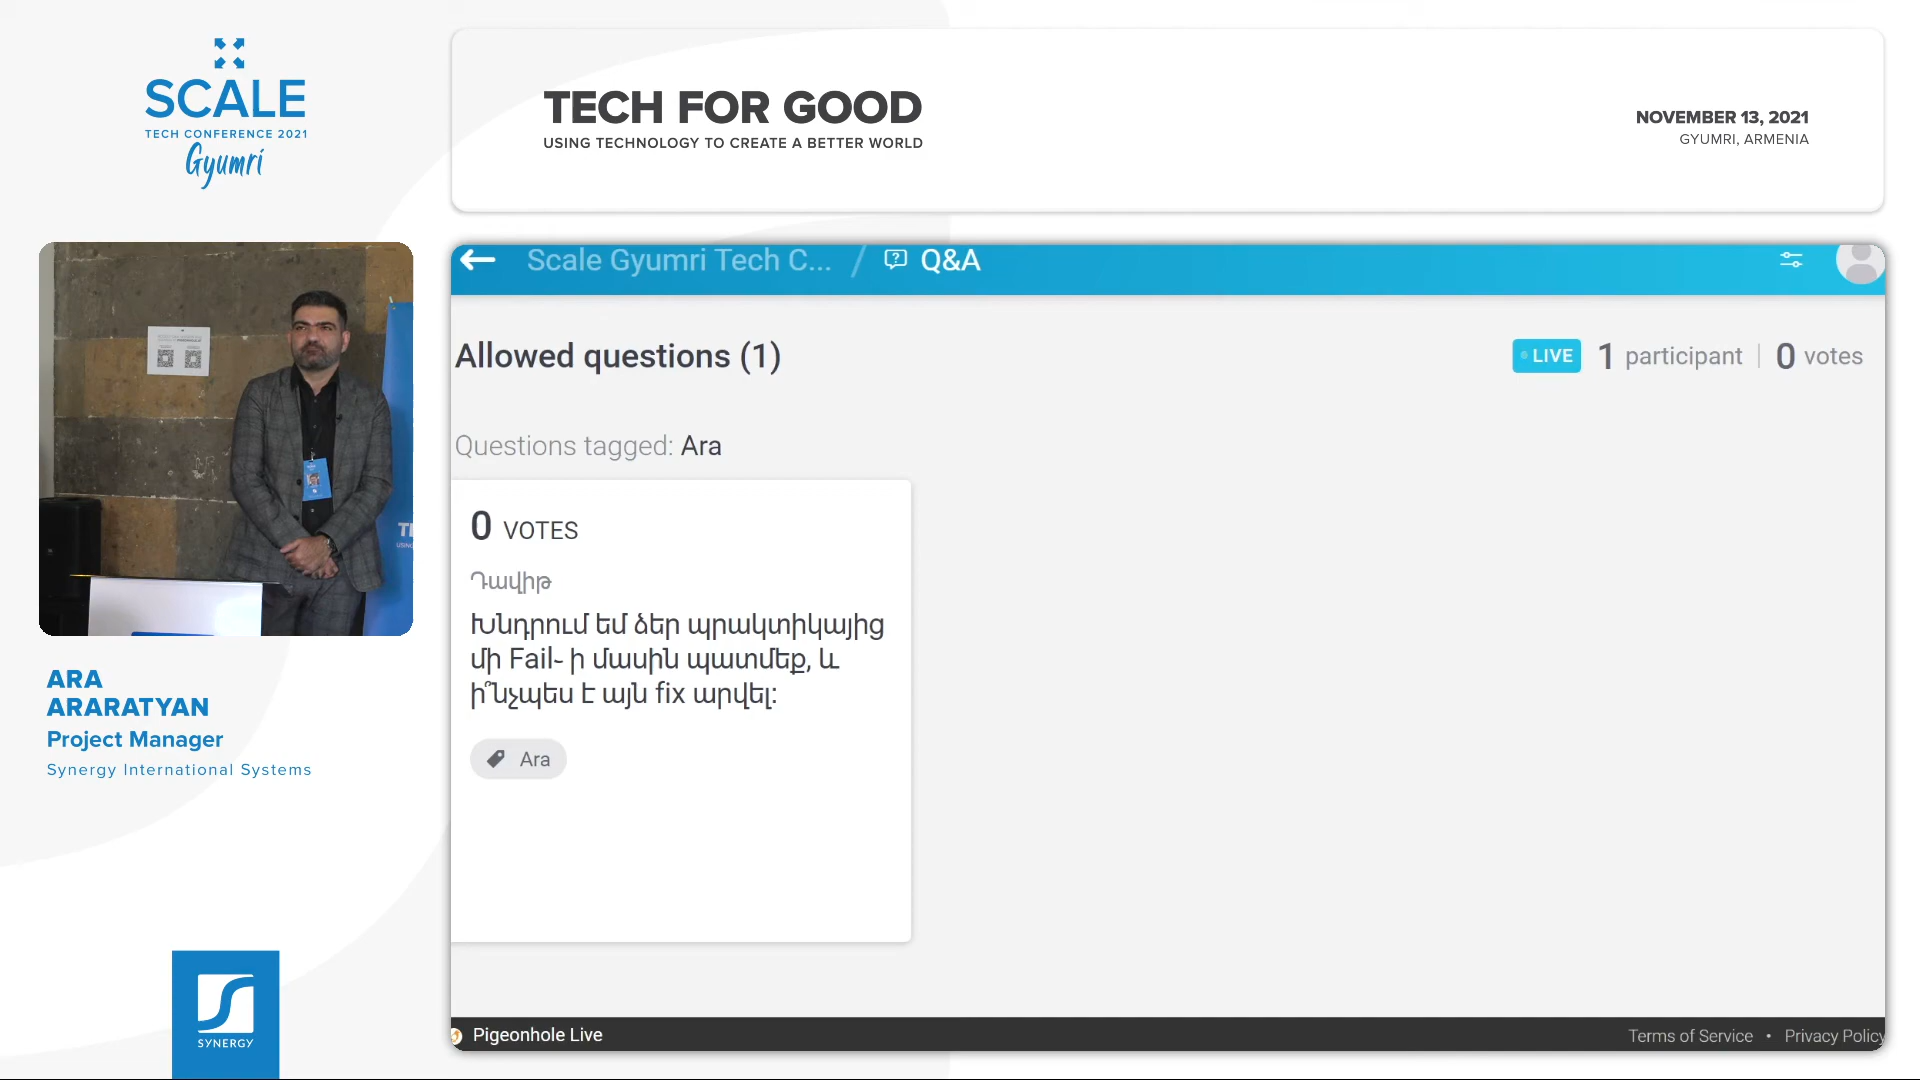 SCALE
TECH CONFERENCE 2021
Gyumri
TECH FOR GOOD
USING TECHNOLOGY TO CREATE A BETTER WORLD
NOVEMBER 13, 2021
GYUMRI, ARMENIA
Scale Gyumri Tech C... / Q&A
Allowed questions (1)
LIVE 1 participant | 0 votes
Questions tagged: Ara
0 VOTES
Դավիթ
Խնդրում եմ ձեր պրակտիկայից
մի Fail- ի մասին պատմեք, և
ի՞նչպես է այն fix արվել:
Ara
ARA
ARARATYAN
Project Manager
Synergy International Systems
SYNERGY
Pigeonhole Live
Terms of Service • Privacy Policy